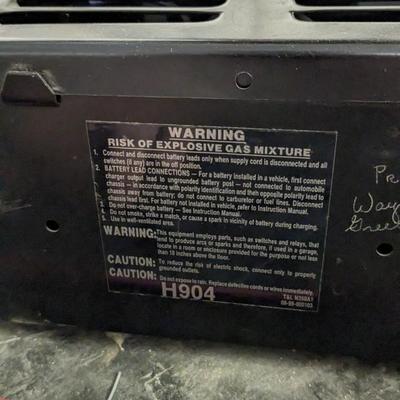 WARNING
RISK OF EXPLOSIVE GAS MIXTURE
1. Connect and disconnect battery leads only when supply cord is disconnected and all
switches (if any) are in the off position.
2. BATTERY LEAD CONNECTIONS — For a battery installed in a vehicle, first connect
charger output lead to ungrounded battery post — not connected to automobile
chassis — in accordance with polarity identification and then opposite polarity lead to
chassis — away from battery. Do not connect to carburetor or fuel lines. Disconnect
chassis lead first. For battery not installed in vehicle, refer to Instruction Manual.
3. Do not over-charge battery — See Instruction Manual.
4. Do not smoke, strike a match, or cause a spark in vicinity of battery during charging.
5. Use in well-ventilated area.
WARNING: This equipment employs parts, such as switches and relays, that
tend to produce arcs or sparks and therefore, if used in a garage,
locate in a room or enclosure provided for the purpose or not less
than 18 inches above the floor.
CAUTION: To reduce the risk of electric shock, connect only to properly
grounded outlets.
CAUTION: Do not expose to rain. Replace defective cords or wires immediately.
H904
Pr
Way
Gree